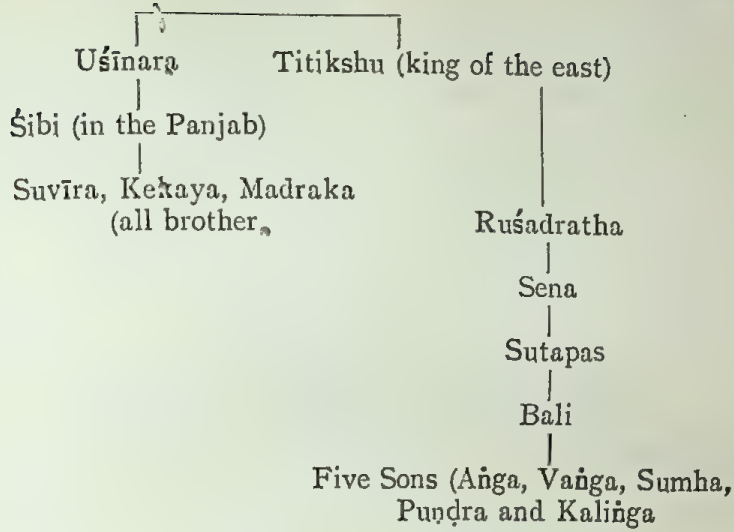 Uśīnara Titikshu (king of the east)
Śibi (in the Panjab)
Suvīra, Kekaya, Madraka
(all brother
Ruśadratha
Sena
Sutapas
Bali
Five Sons (Aṅga, Vaṅga, Sumha,
Puṇḍra and Kaliṅga